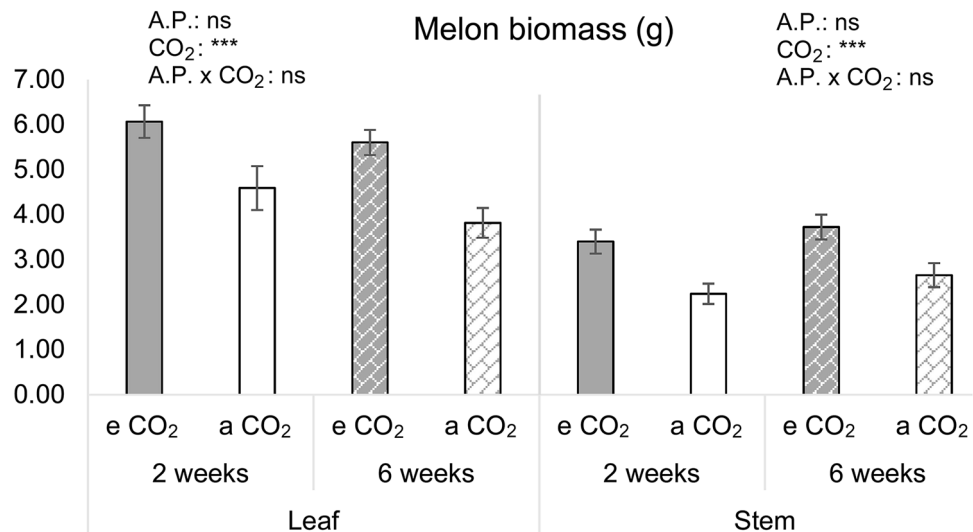 Melon biomass (g)
A.P.: ns
CO₂: ***
A.P. x CO₂: ns
A.P.: ns
CO₂: ***
A.P. x CO₂: ns
7.00
6.00
5.00
4.00
3.00
2.00
1.00
0.00
e CO₂ a CO₂ e CO₂ a CO₂ e CO₂ a CO₂ e CO₂ a CO₂
2 weeks 6 weeks 2 weeks 6 weeks
Leaf Stem